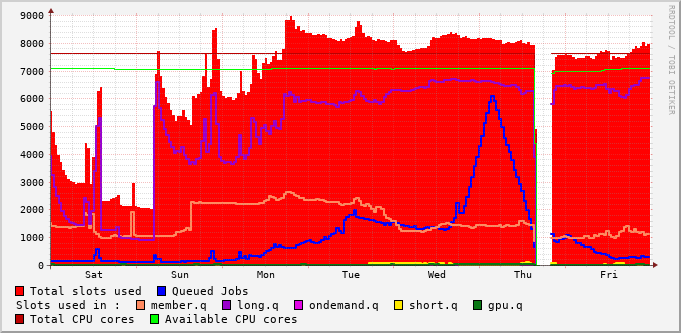 9000
8000
7000
6000
5000
4000
3000
2000
1000
0
Sat Sun Mon Tue Wed Thu Fri
RRDTOOL / TOBI OETIKER
Total slots used Queued Jobs
Slots used in : member.q long.q ondemand.q short.q gpu.q
Total CPU cores Available CPU cores